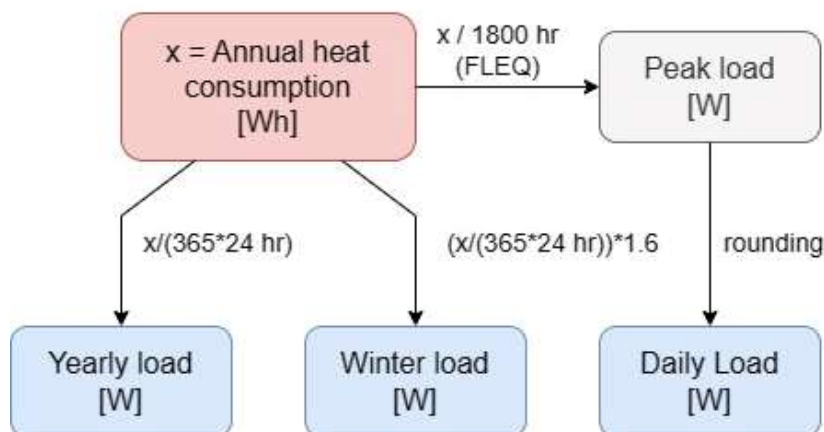 x = Annual heat
consumption
[Wh]
x / 1800 hr
(FLEQ)
Peak load
[W]
x/(365*24 hr)
(x/(365*24 hr))*1.6
rounding
Yearly load
[W]
Winter load
[W]
Daily Load
[W]